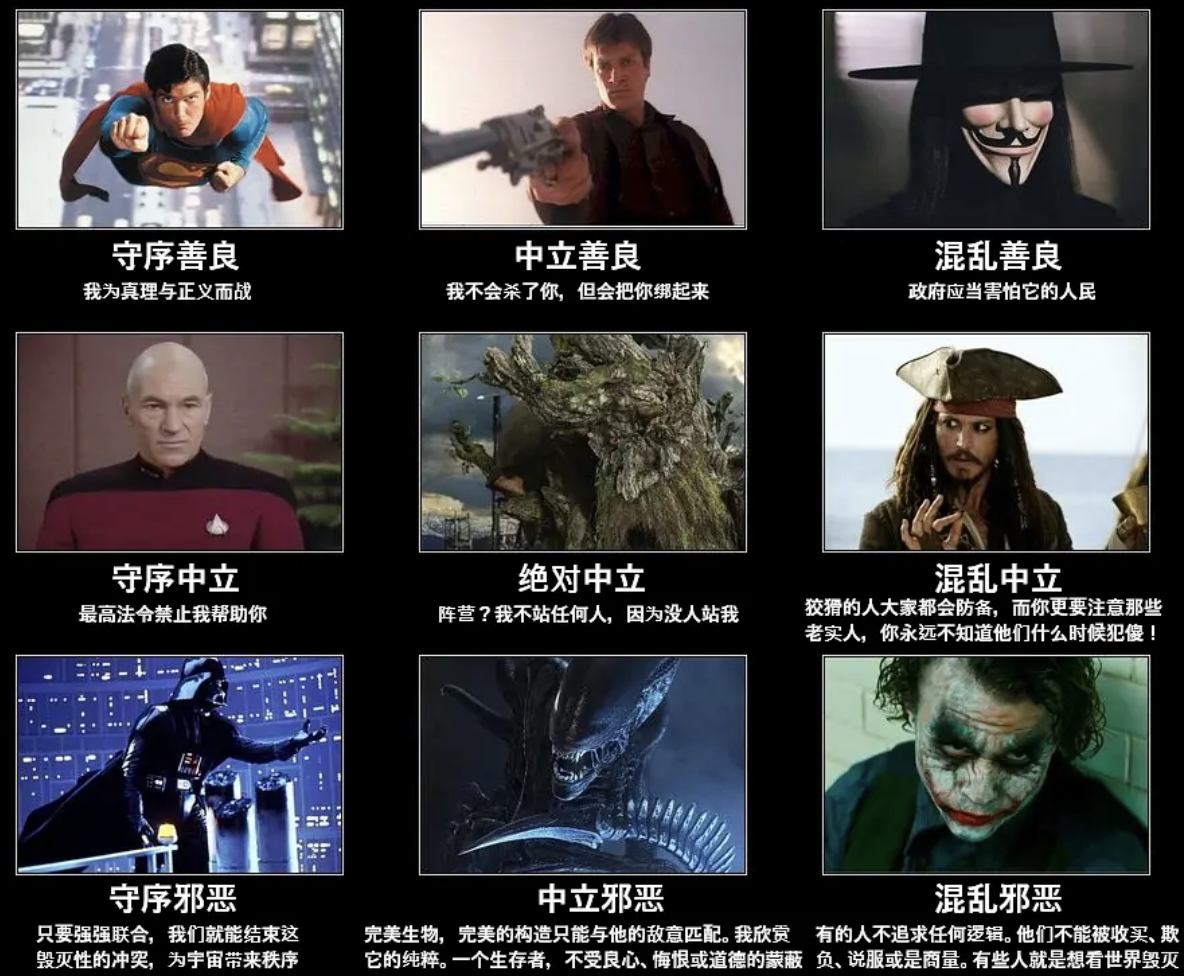 守序善良
我为真理与正义而战
中立善良
我不会杀了你，但会把你绑起来
混乱善良
政府应当害怕它的人民
守序中立
最高法令禁止我帮助你
绝对中立
阵营？我不站任何人，因为没人站我
混乱中立
狡猾的人大家都会防备，而你更要注意那些
老实人，你永远不知道他们什么时候犯傻！
守序邪恶
只要强强联合，我们就能结束这
毁灭性的冲突，为宇宙带来秩序
中立邪恶
完美生物，完美的构造只能与他的敌意匹配。我欣赏
它的纯粹。一个生存者，不受良心、悔恨或道德的蒙蔽
混乱邪恶
有的人不追求任何逻辑。他们不能被收买、欺
负、说服或是商量。有些人就是想看世界毁灭